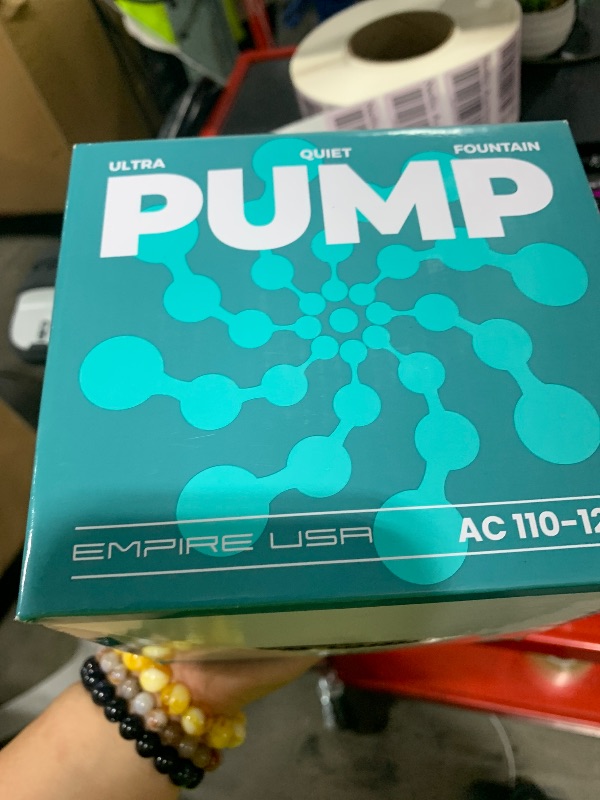 ULTRA QUIET FOUNTAIN
PUMP
EMPIRE USA
AC 110-12